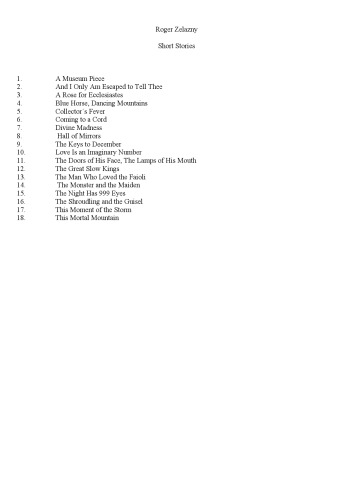 Roger Zelazny
Short Stories
1. A Museum Piece
2. And I Only Am Escaped to Tell Thee
3. A Rose for Ecclesiastes
4. Blue Horse, Dancing Mountains
5. Collector´s Fever
6. Coming to a Cord
7. Divine Madness
8. Hall of Mirrors
9. The Keys to December
10. Love Is an Imaginary Number
11. The Doors of His Face, The Lamps of His Mouth
12. The Great Slow Kings
13. The Man Who Loved the Faioli
14. The Monster and the Maiden
15. The Night Has 999 Eyes
16. The Shroudling and the Guisel
17. This Moment of the Storm
18. This Mortal Mountain